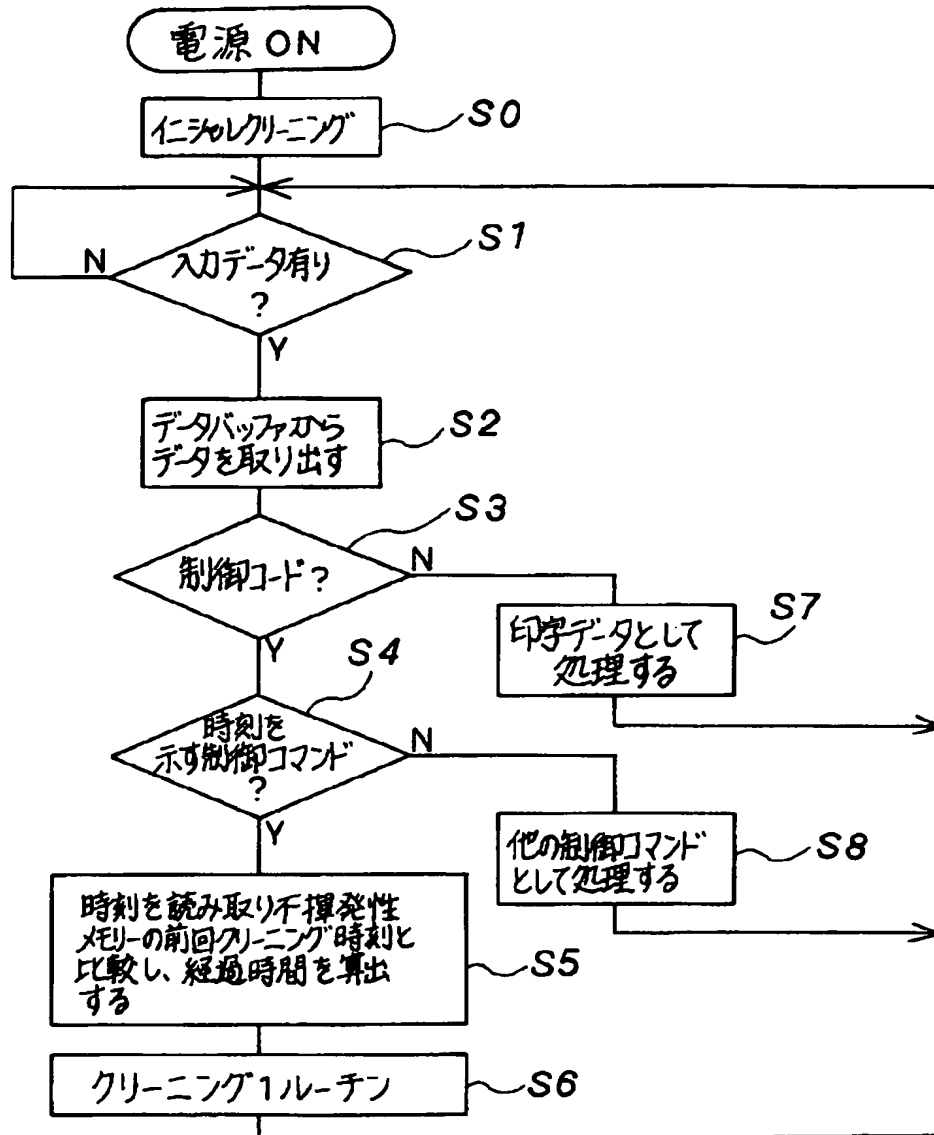 電源 ON
イニシャルクリーニング
S0
入力データ有り
?
S1
N
Y
データバッファから
データを取り出す
S2
制御コード?
S3
N
Y
印字データとして
処理する
S7
時刻を
示す制御コマンド
?
S4
N
Y
他の制御コマンド
として処理する
S8
時刻を読み取り不揮発性
メモリーの前回クリーニング時刻と
比較し、経過時間を算出
する
S5
クリーニング1ルーチン
S6